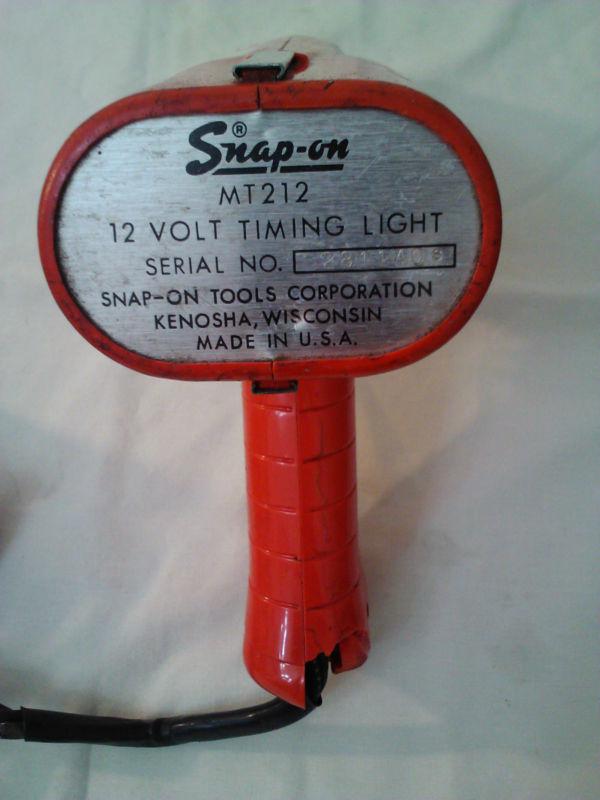 Snap-on®
MT212
12 VOLT TIMING LIGHT
SERIAL NO.
SNAP-ON TOOLS CORPORATION
KENOSHA, WISCONSIN
MADE IN U.S.A.